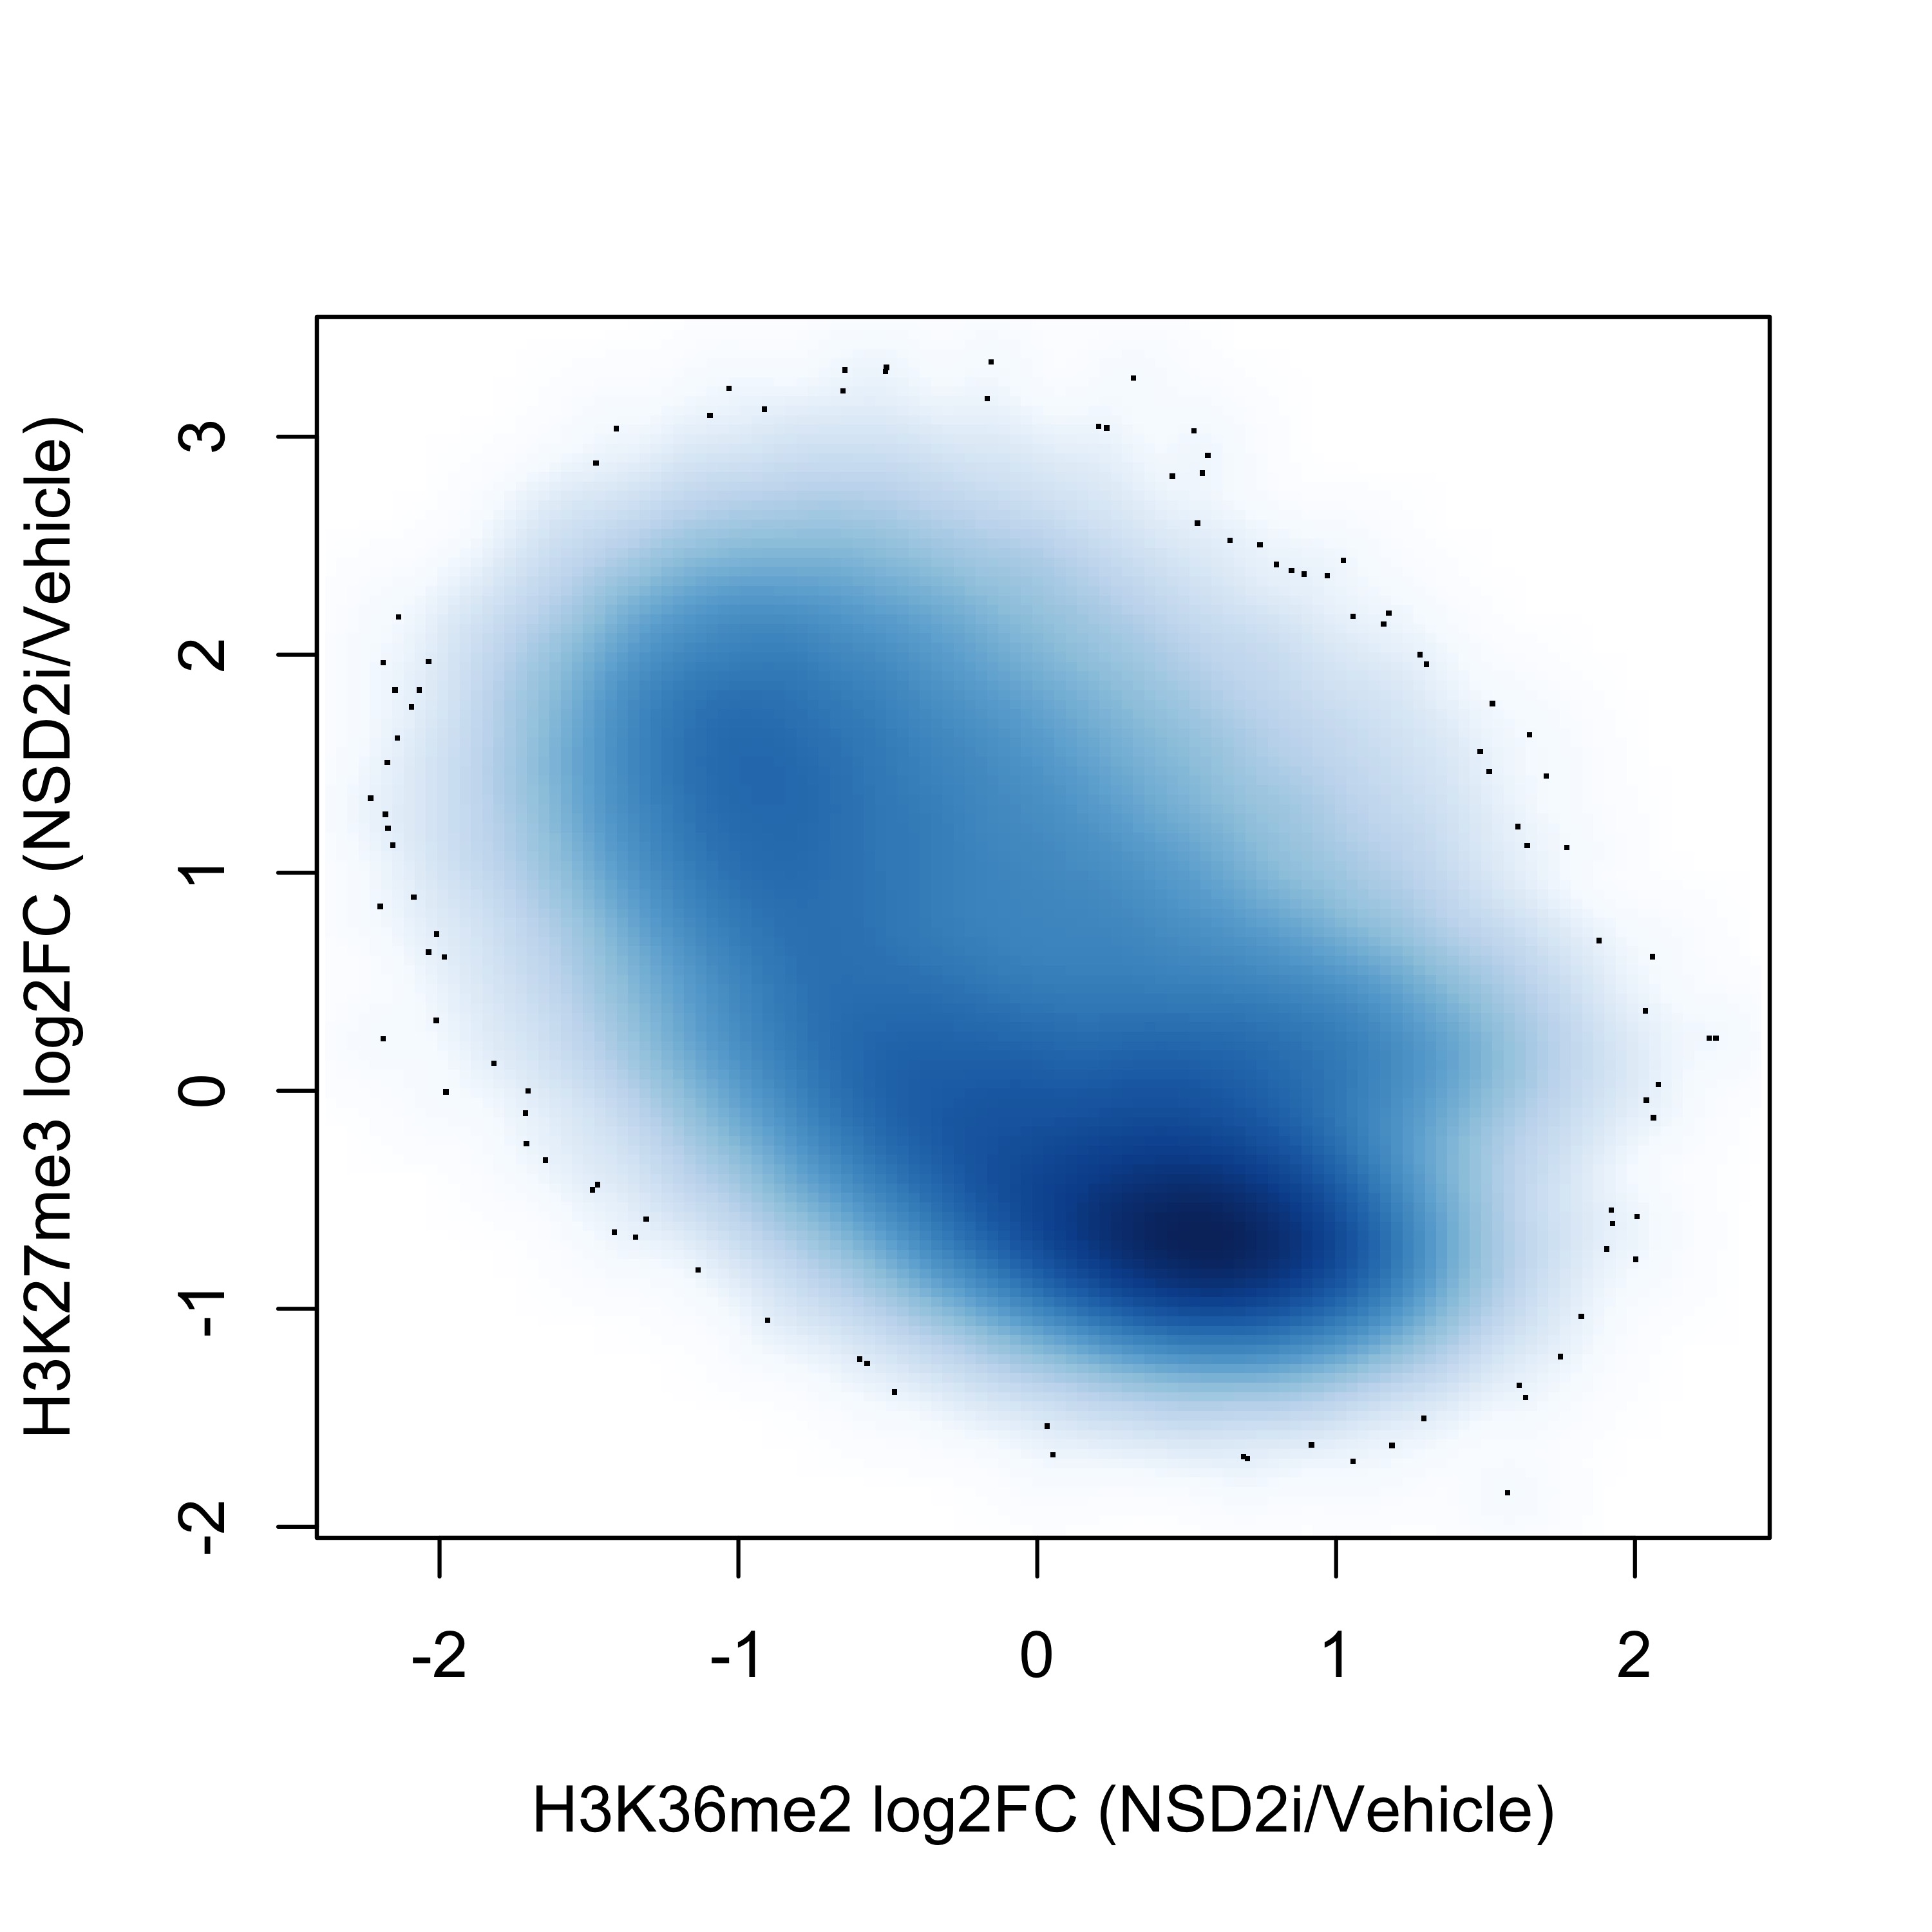 H3K27me3 log2FC (NSD2i/Vehicle)
3
2
1
0
-1
-2
-2 -1 0 1 2
H3K36me2 log2FC (NSD2i/Vehicle)